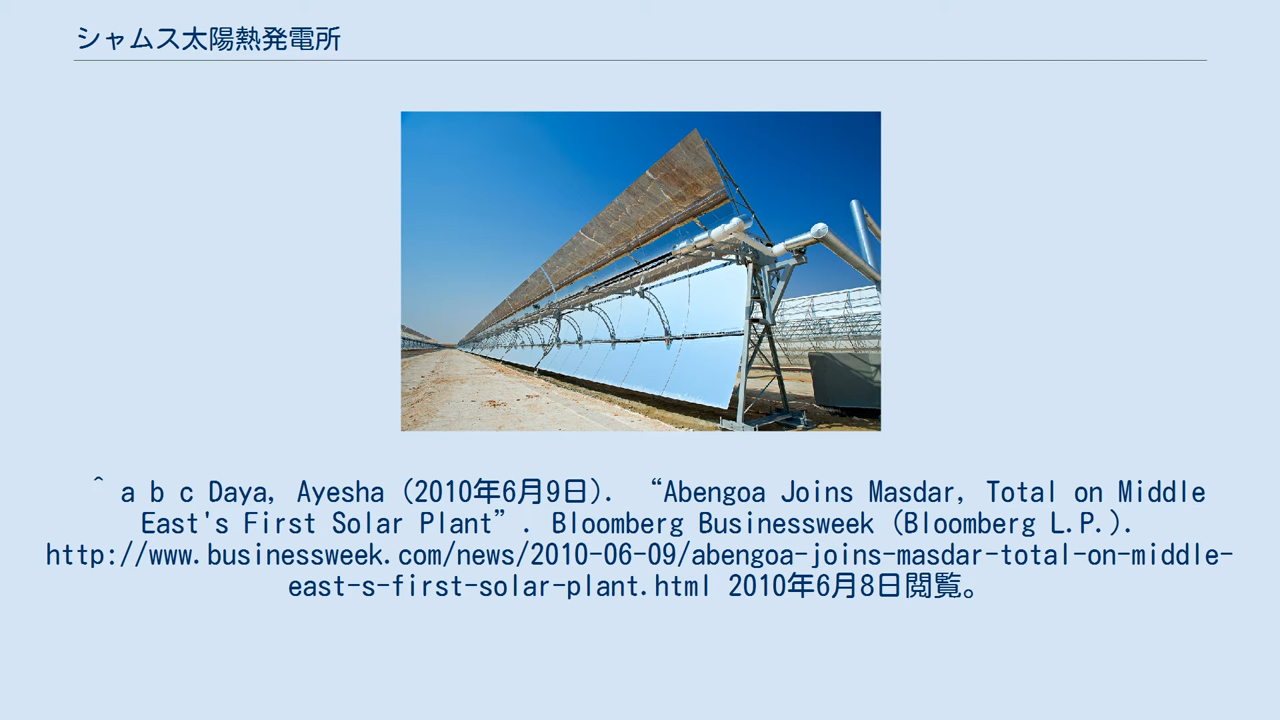 シャムス太陽熱発電所
^ a b c Daya, Ayesha (2010年6月9日). “Abengoa Joins Masdar, Total on Middle
East's First Solar Plant”. Bloomberg Businessweek (Bloomberg L.P.).
http://www.businessweek.com/news/2010-06-09/abengoa-joins-masdar-total-on-middle-
east-s-first-solar-plant.html 2010年6月8日閲覧。